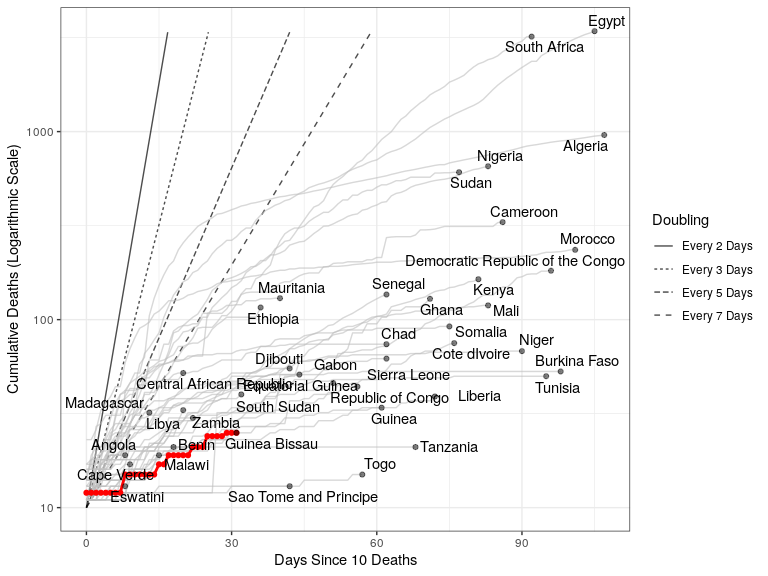 Egypt
South Africa
1000
Algeria
Nigeria
Sudan
Cameroon
Doubling
Morocco
Every 2 Days
Democratic Republic of the Congo
Every 3 Days
Mauritania
Senegal
Kenya
Every 5 Days
Ethiopia
Ghana
Mali
Every 7 Days
100
Chad
Somalia
Niger
Djibouti
Gabon
Cote dIvoire
Burkina Faso
Central African Republic
Equatorial Guinea
Sierra Leone
Tunisia
Madagascar
South Sudan
Republic of Congo
Liberia
Libya
Zambia
Guinea
Angola
Benin
Guinea Bissau
Tanzania
Cape Verde
Malawi
Togo
Eswatini
Sao Tome and Principe
10
0
30
60
90
Days Since 10 Deaths
Cumulative Deaths (Logarithmic Scale)